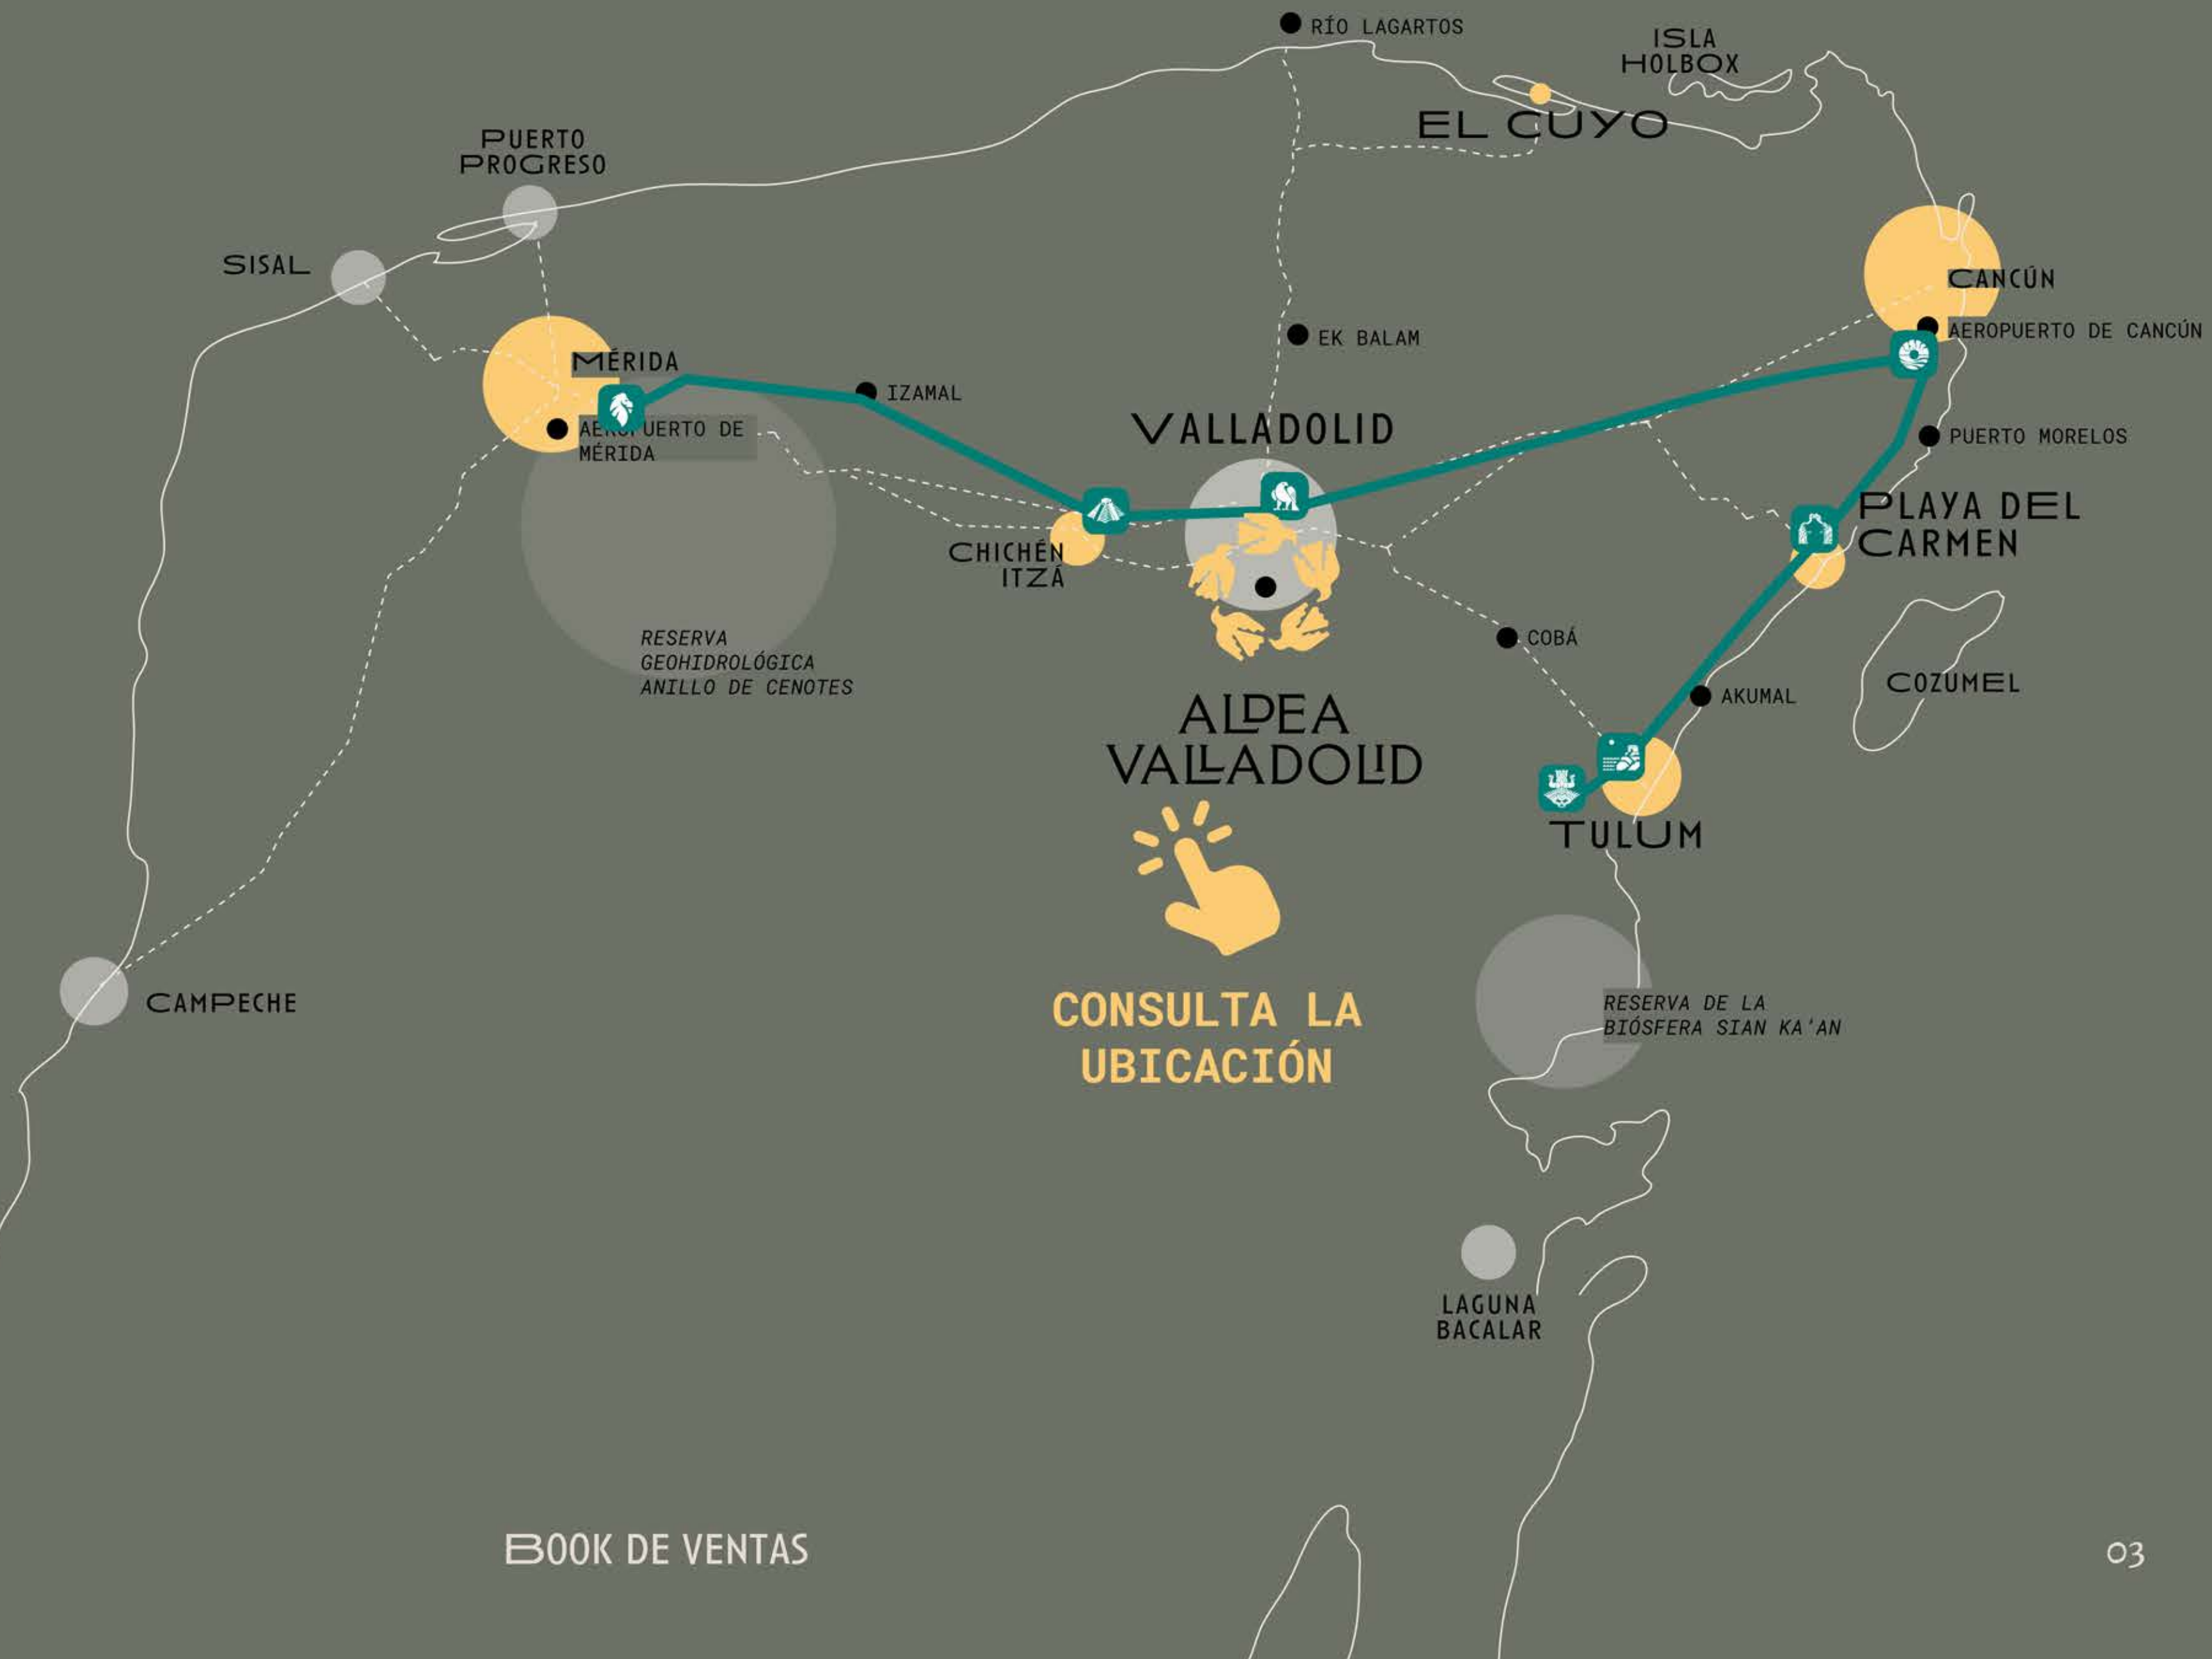 RÍO LAGARTOS
ISLA
HOLBOX
EL CUYO
PUERTO
PROGRESO
SISAL
CANCÚN
AEROPUERTO DE CANCÚN
EK BALAM
MÉRIDA
IZAMAL
AEROPUERTO DE
MÉRIDA
VALLADOLID
PUERTO MORELOS
PLAYA DEL
CARMEN
CHICHÉN
ITZÁ
COBÁ
RESERVA
GEOHIDROLÓGICA
ANILLO DE CENOTES
COZUMEL
AKUMAL
ALDEA
VALLADOLID
TULUM
CAMPECHE
CONSULTA LA
UBICACIÓN
RESERVA DE LA
BIÓSFERA SIAN KA'AN
LAGUNA
BACALAR
BOOK DE VENTAS
03